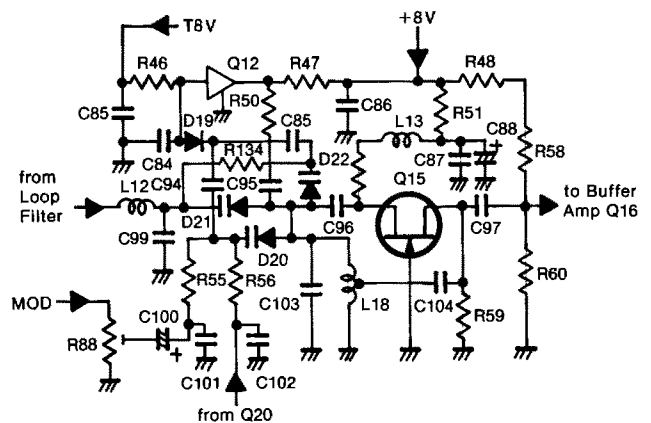 T8V
+8V
R46
Q12
R47
R48
R50
C85
D19
C85
C86
L13
R51
C88
+
C84
R134
D22
C87
R58
from
Loop
Filter
L12
C94
C95
Q15
to Buffer
Amp Q16
C99
D21
C96
C97
D20
R55
R56
C103
L18
C104
R60
MOD
C100
R59
R88
+
C101
C102
from Q20